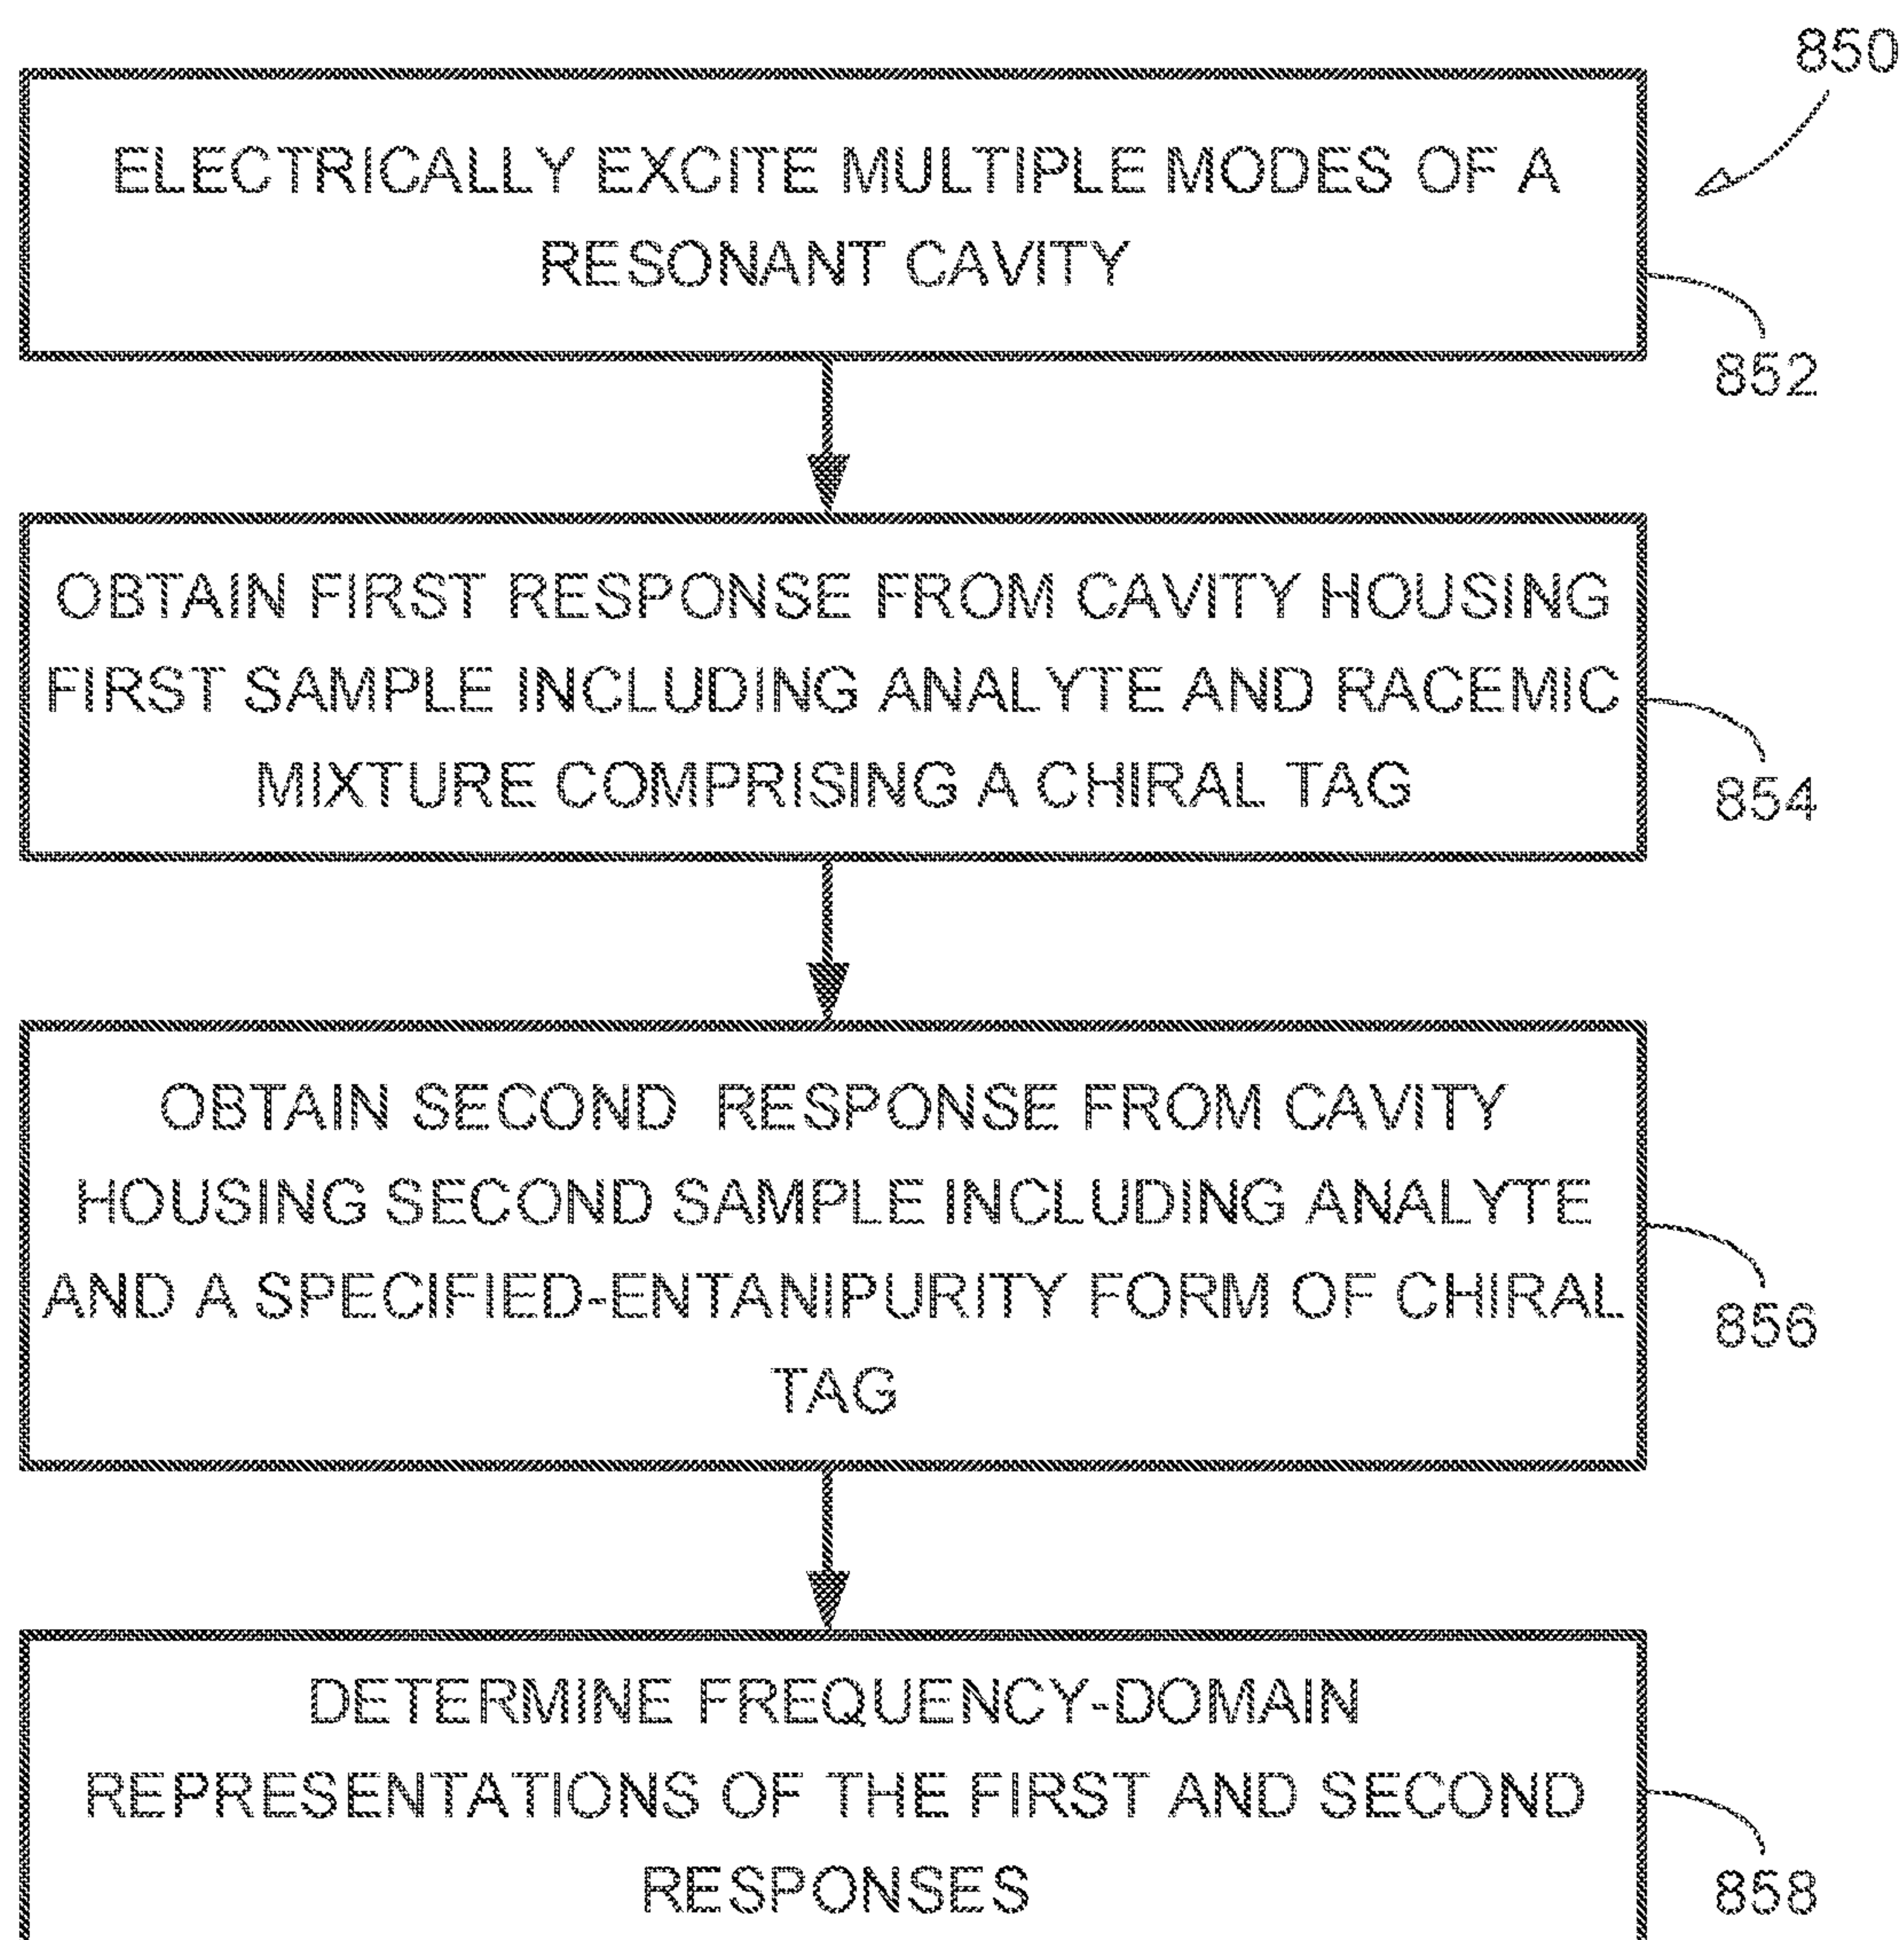 850
ELECTRICALLY EXCITE MULTIPLE MODES OF A
RESONANT CAVITY
852
OBTAIN FIRST RESPONSE FROM CAVITY HOUSING
FIRST SAMPLE INCLUDING ANALYTE AND RACEMIC
MIXTURE COMPRISING A CHIRAL TAG
854
OBTAIN SECOND RESPONSE FROM CAVITY
HOUSING SECOND SAMPLE INCLUDING ANALYTE
AND A SPECIFIED-ENTANIPURITY FORM OF CHIRAL
TAG
856
DETERMINE FREQUENCY-DOMAIN
REPRESENTATIONS OF THE FIRST AND SECOND
RESPONSES
858